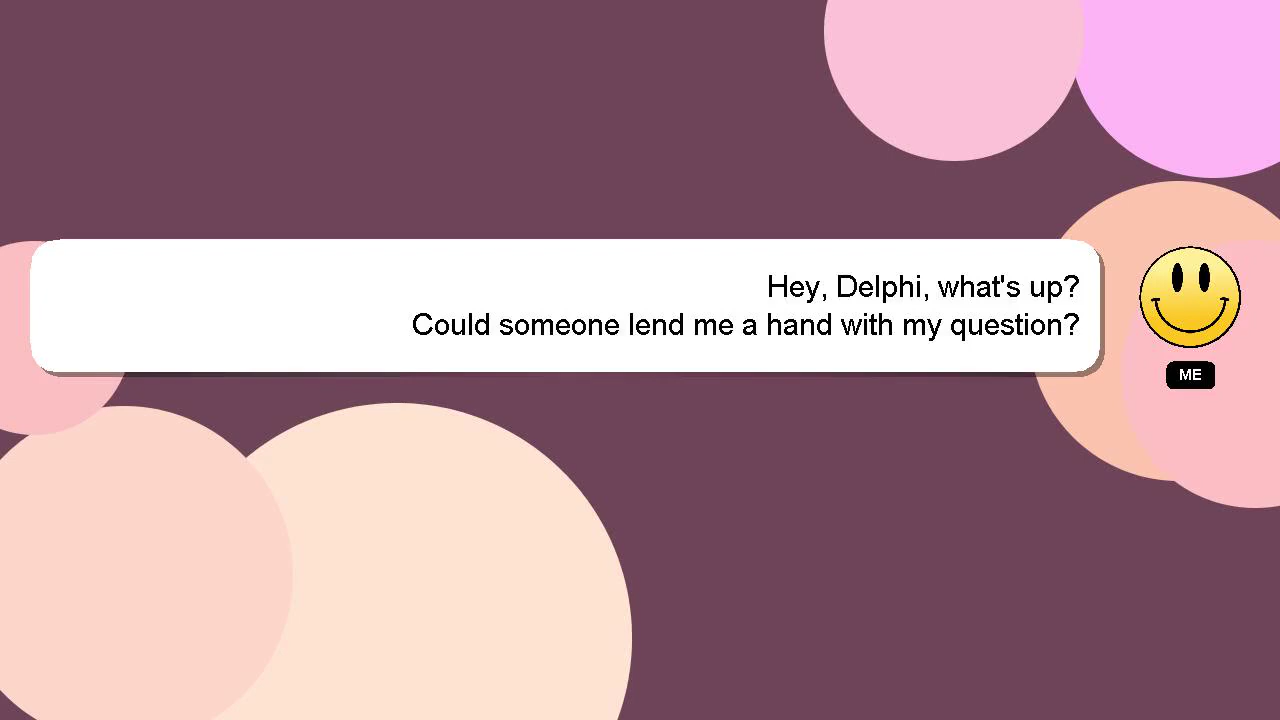 Hey, Delphi, what's up?
Could someone lend me a hand with my question?
ME